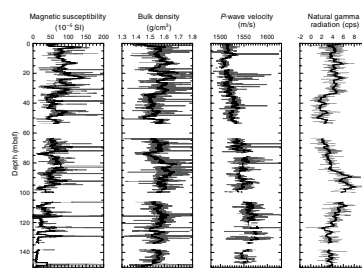 Magnetic susceptibility
(10⁻⁵ SI)
0 50 100 200
Bulk density
(g/cm³)
1.3 1.4 1.5 1.6 1.7 1.8
P-wave velocity
(m/s)
1500 1550 1600
Natural gamma
radiation (cps)
-2 0 2 4 6 8
Depth (mbsf)
0
20
40
60
80
100
120
140